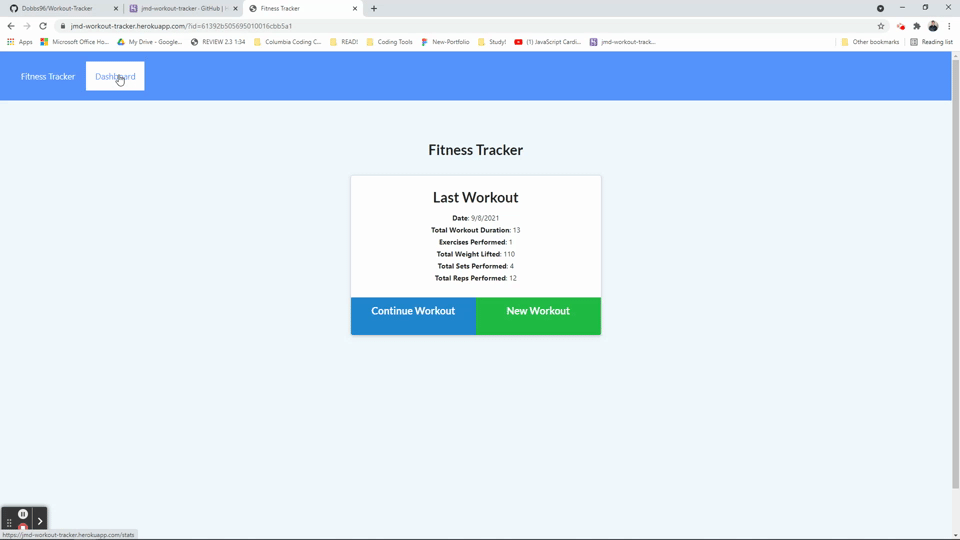 Dobbs96/Workout-Tracker
jmd-workout-tracker - GitHub | 
Fitness Tracker
jmd-workout-tracker.herokuapp.com/?id=61392b505695010016cbb5a1
Apps
Microsoft Office Ho...
My Drive - Google...
REVIEW 2.3 1:34
Columbia Coding C...
READ!
Coding Tools
New-Portfolio
Study!
(1) JavaScript Cardi...
jmd-workout-track...
Other bookmarks
Reading list
Fitness Tracker
Dashboard
Fitness Tracker
Last Workout
Date: 9/8/2021
Total Workout Duration: 13
Exercises Performed: 1
Total Weight Lifted: 110
Total Sets Performed: 4
Total Reps Performed: 12
Continue Workout
New Workout
https://jmd-workout-tracker.herokuapp.com/stats